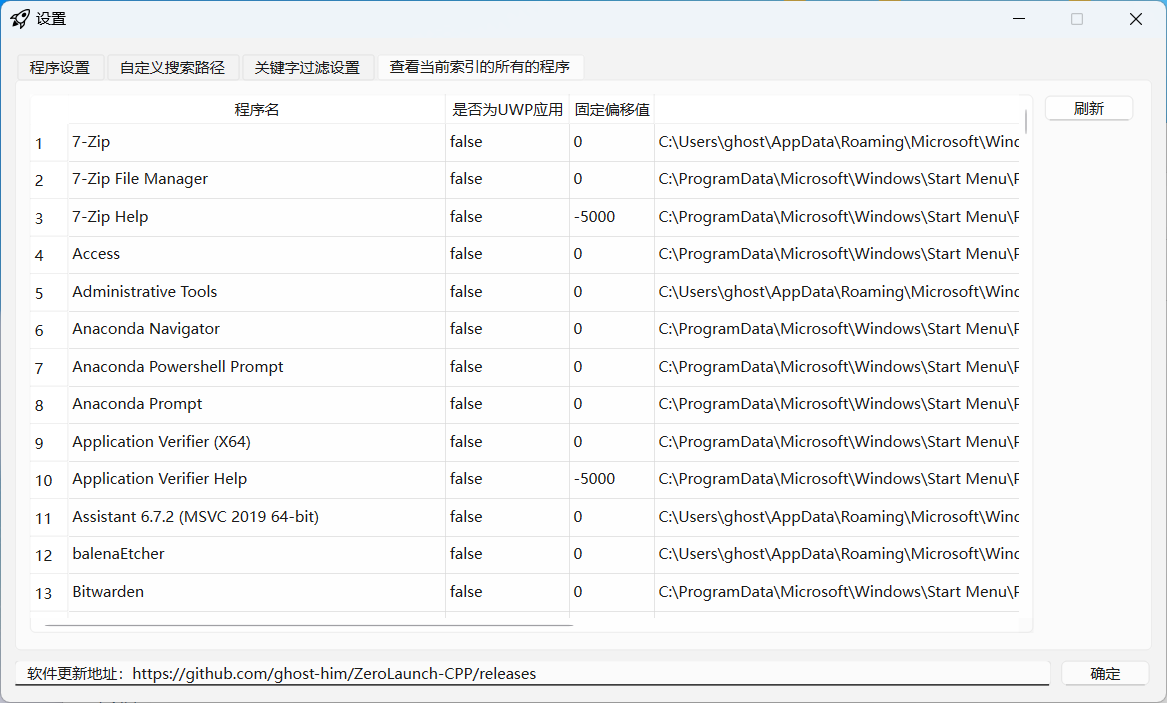 设置
程序设置 自定义搜索路径 关键字过滤设置 查看当前索引的所有的程序
程序名 是否为UWP应用 固定偏移值 刷新
1 7-Zip false 0 C:\Users\ghost\AppData\Roaming\Microsoft\Winc
2 7-Zip File Manager false 0 C:\ProgramData\Microsoft\Windows\Start Menu\P
3 7-Zip Help false -5000 C:\ProgramData\Microsoft\Windows\Start Menu\P
4 Access false 0 C:\ProgramData\Microsoft\Windows\Start Menu\P
5 Administrative Tools false 0 C:\Users\ghost\AppData\Roaming\Microsoft\Winc
6 Anaconda Navigator false 0 C:\ProgramData\Microsoft\Windows\Start Menu\P
7 Anaconda Powershell Prompt false 0 C:\ProgramData\Microsoft\Windows\Start Menu\P
8 Anaconda Prompt false 0 C:\ProgramData\Microsoft\Windows\Start Menu\P
9 Application Verifier (X64) false 0 C:\ProgramData\Microsoft\Windows\Start Menu\P
10 Application Verifier Help false -5000 C:\ProgramData\Microsoft\Windows\Start Menu\P
11 Assistant 6.7.2 (MSVC 2019 64-bit) false 0 C:\Users\ghost\AppData\Roaming\Microsoft\Winc
12 balenaEtcher false 0 C:\Users\ghost\AppData\Roaming\Microsoft\Winc
13 Bitwarden false 0 C:\ProgramData\Microsoft\Windows\Start Menu\P
软件更新地址：https://github.com/ghost-him/ZeroLaunch-CPP/releases 确定